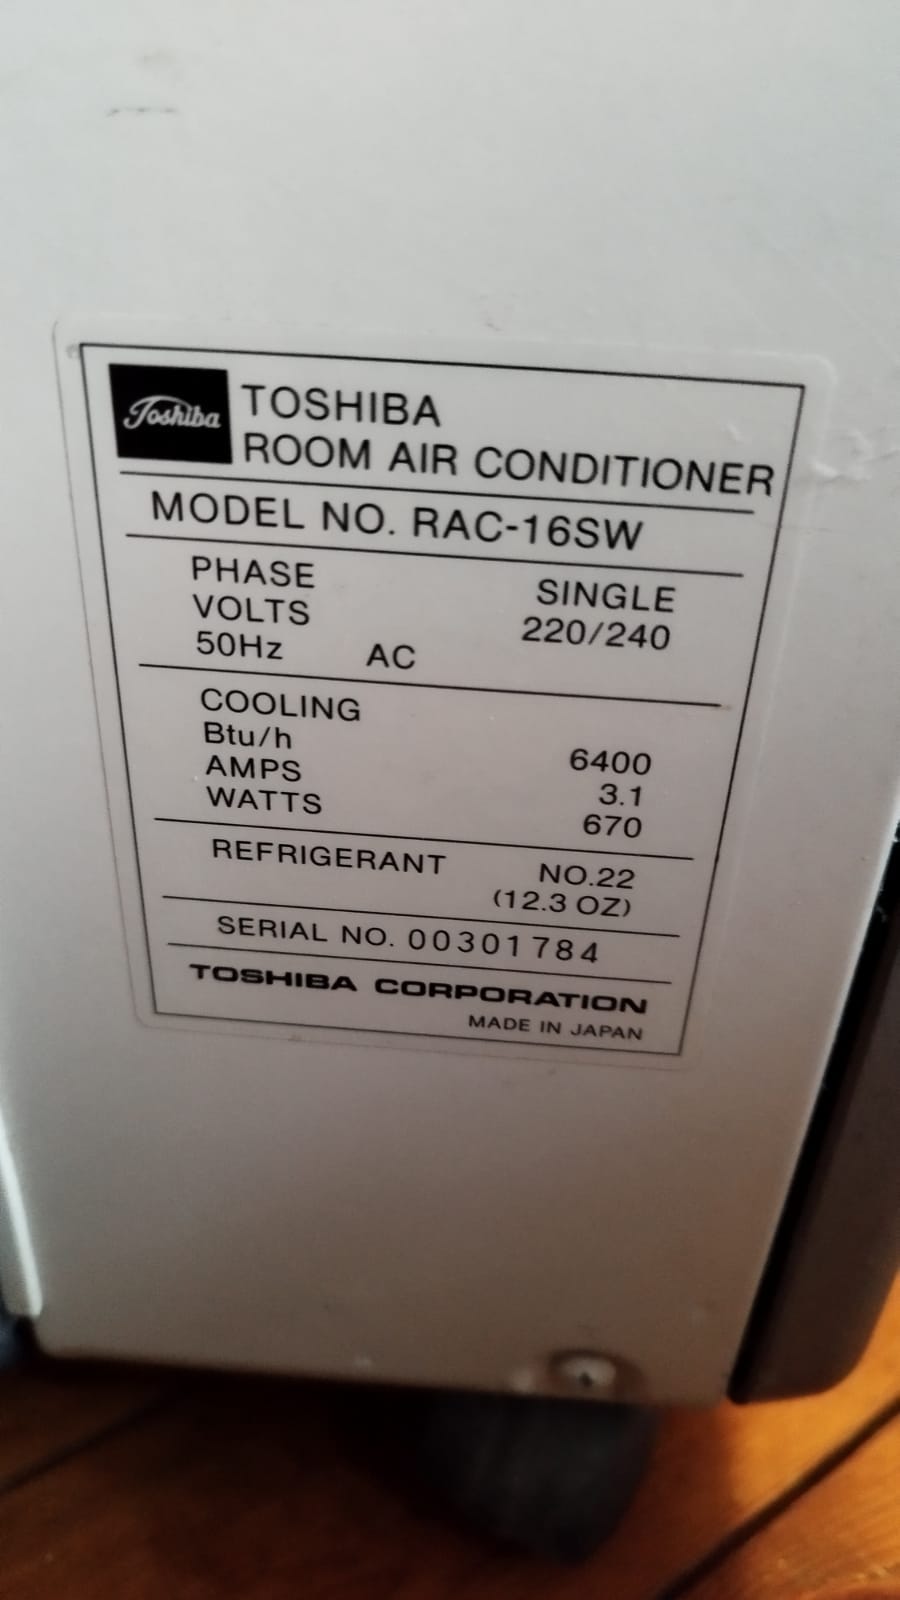 Toshiba
TOSHIBA
ROOM AIR CONDITIONER
MODEL NO. RAC-16SW
PHASE SINGLE
VOLTS 220/240
50Hz AC
COOLING
Btu/h 6400
AMPS 3.1
WATTS 670
REFRIGERANT NO.22
(12.3 OZ)
SERIAL NO. 00301784
TOSHIBA CORPORATION
MADE IN JAPAN